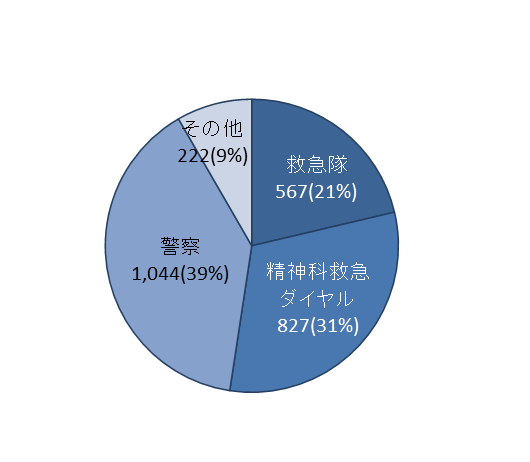 その他
222(9%)
救急隊
567(21%)
警察
1,044(39%)
精神科救急
ダイヤル
827(31%)